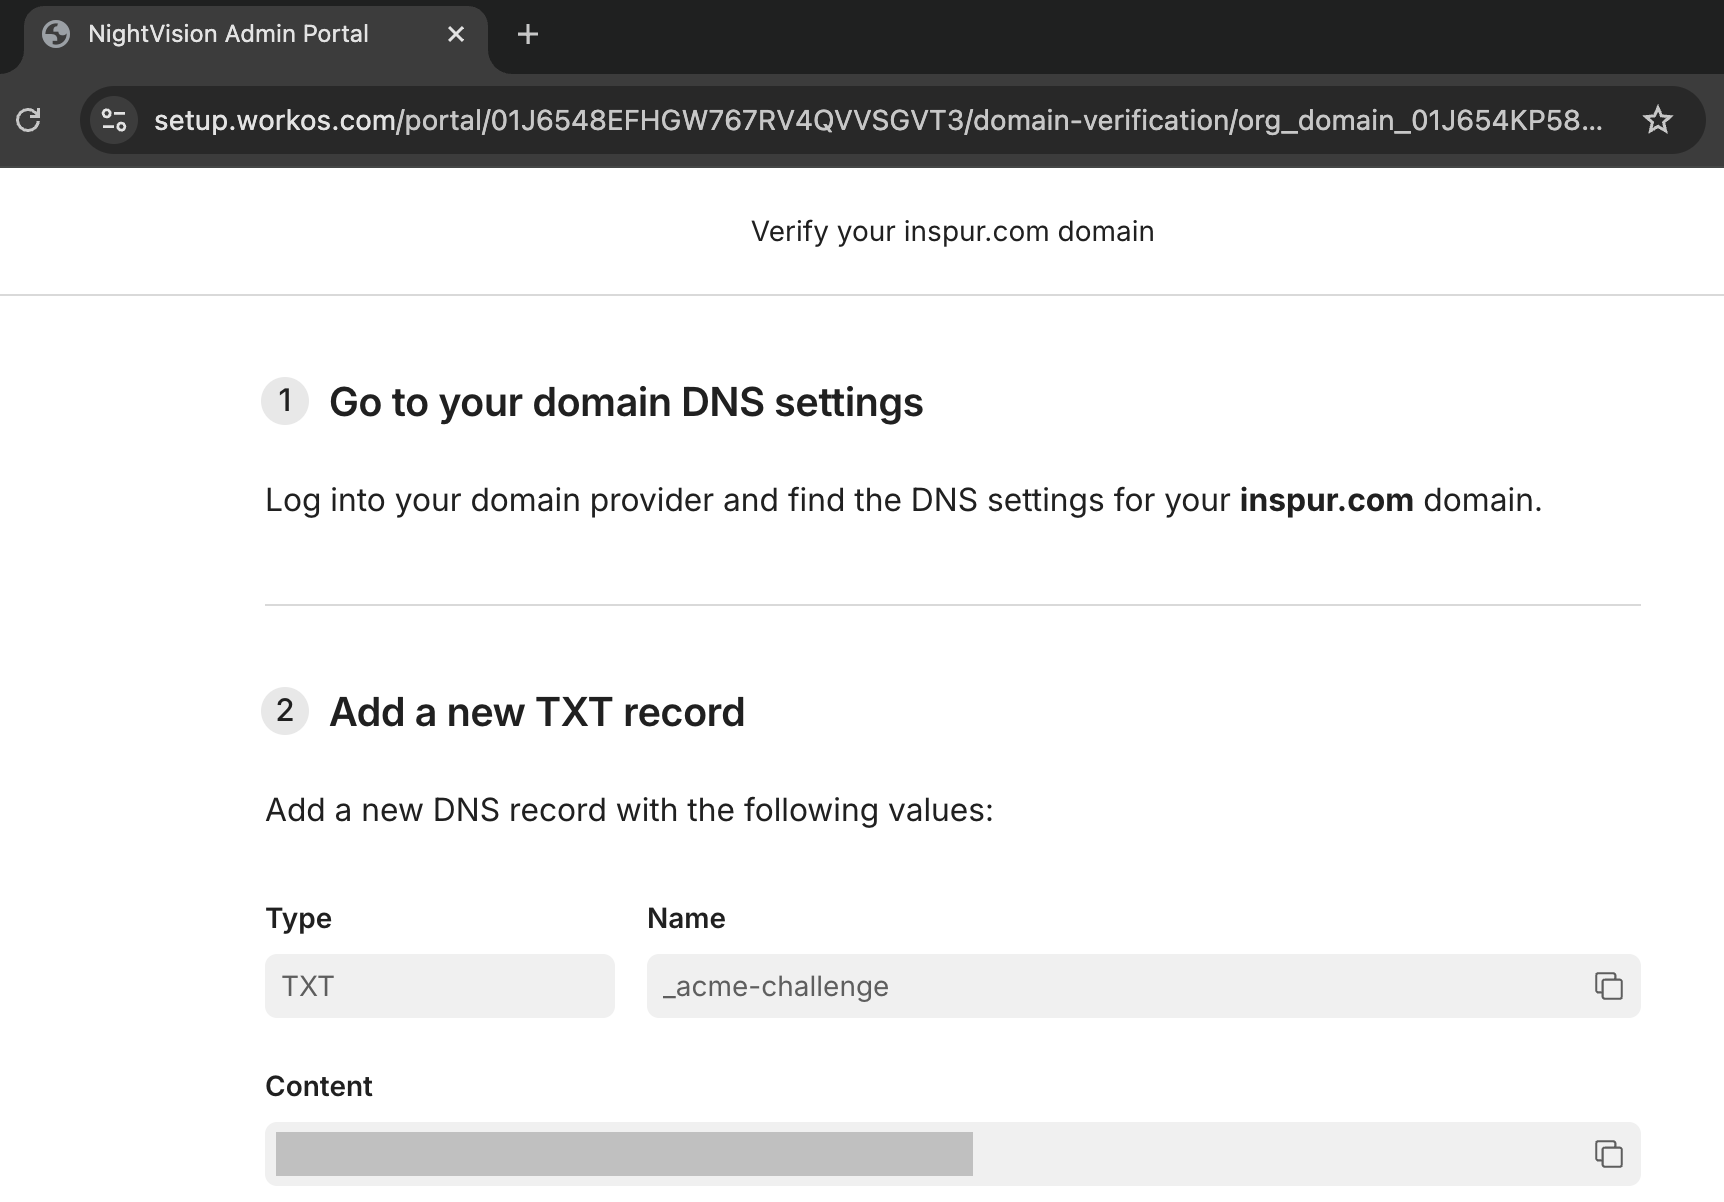 NightVision Admin Portal
setup.workos.com/portal/01J6548EFHGW767RV4QVVSGVT3/domain-verification/org_domain_01J654KP58...
Verify your inspur.com domain
1 Go to your domain DNS settings
Log into your domain provider and find the DNS settings for your inspur.com domain.
2 Add a new TXT record
Add a new DNS record with the following values:
Type Name
TXT _acme-challenge
Content